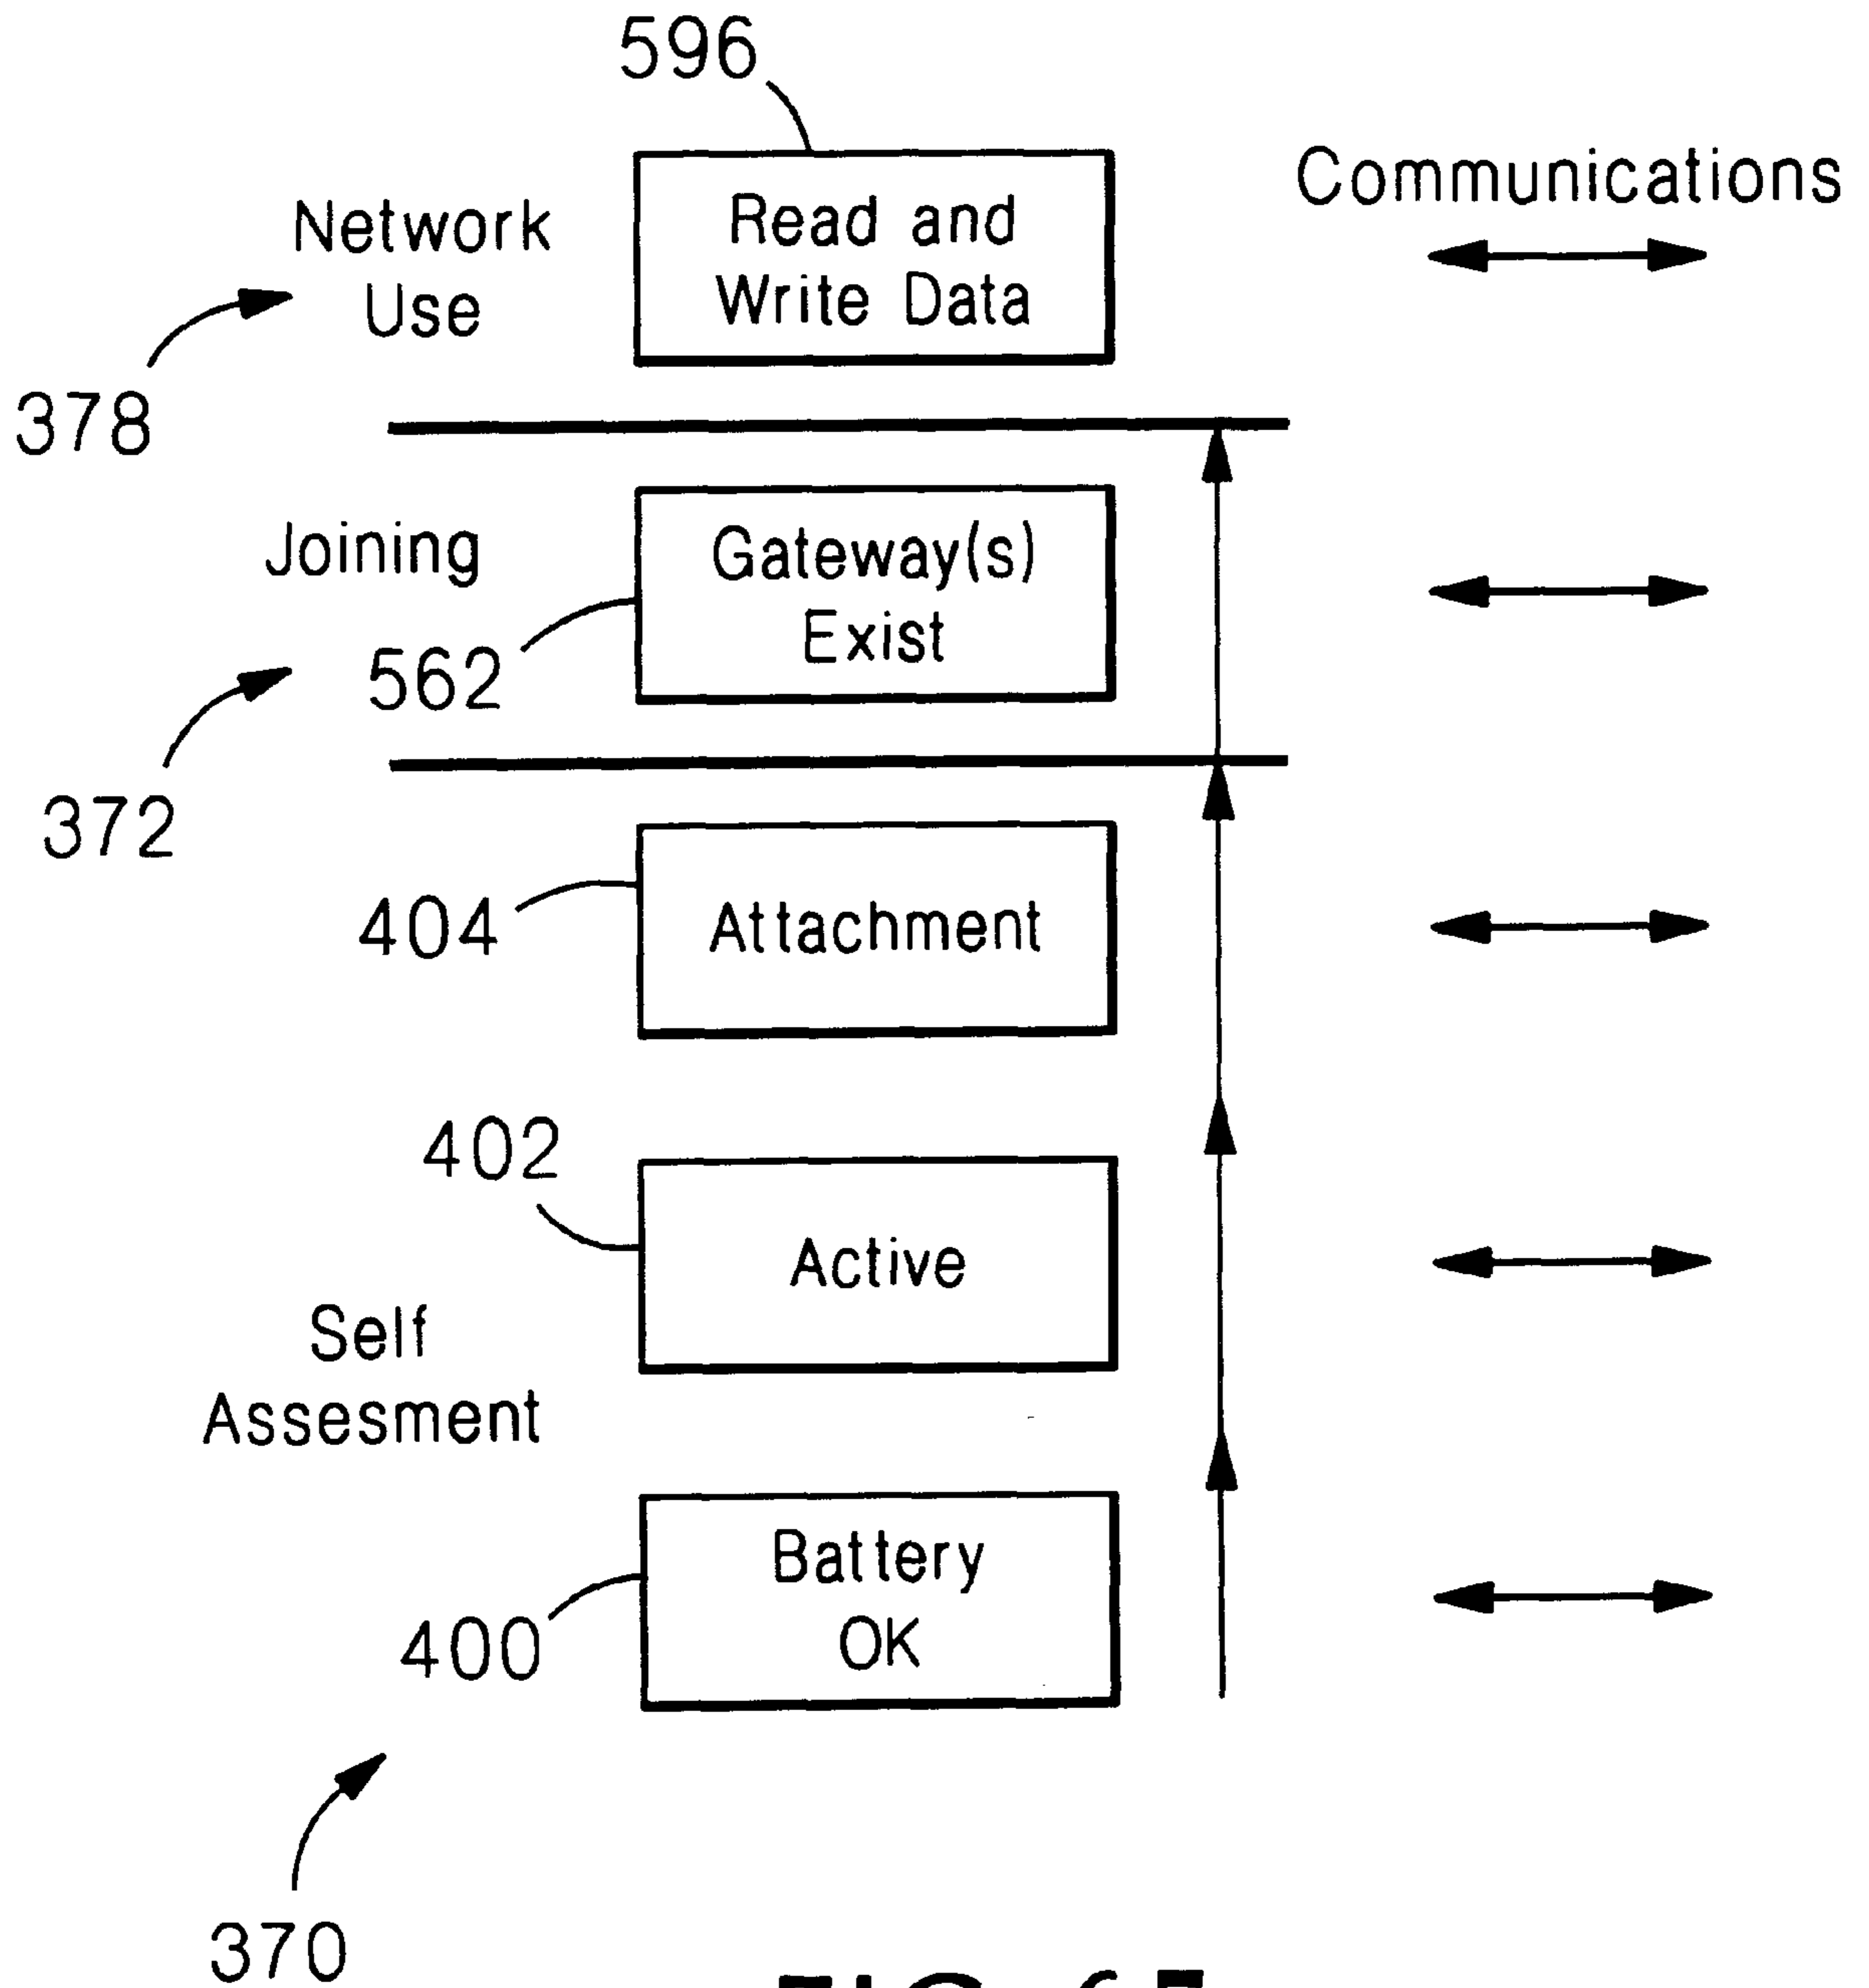 596
Communications
Network
Use
Read and
Write Data
378
Joining
Gateway(s)
Exist
562
372
404
Attachment
402
Active
Self
Assesment
Battery
OK
400
370